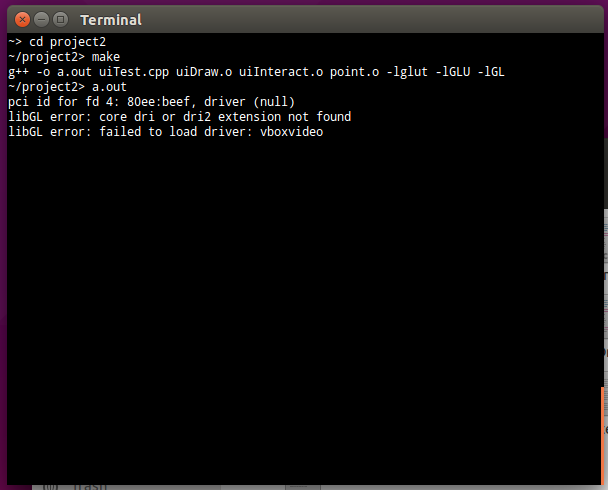 Terminal
~> cd project2
~/project2> make
g++ -o a.out uiTest.cpp uiDraw.o uiInteract.o point.o -lglut -lGLU -lGL
~/project2> a.out
pci id for fd 4: 80ee:beef, driver (null)
libGL error: core dri or dri2 extension not found
libGL error: failed to load driver: vboxvideo